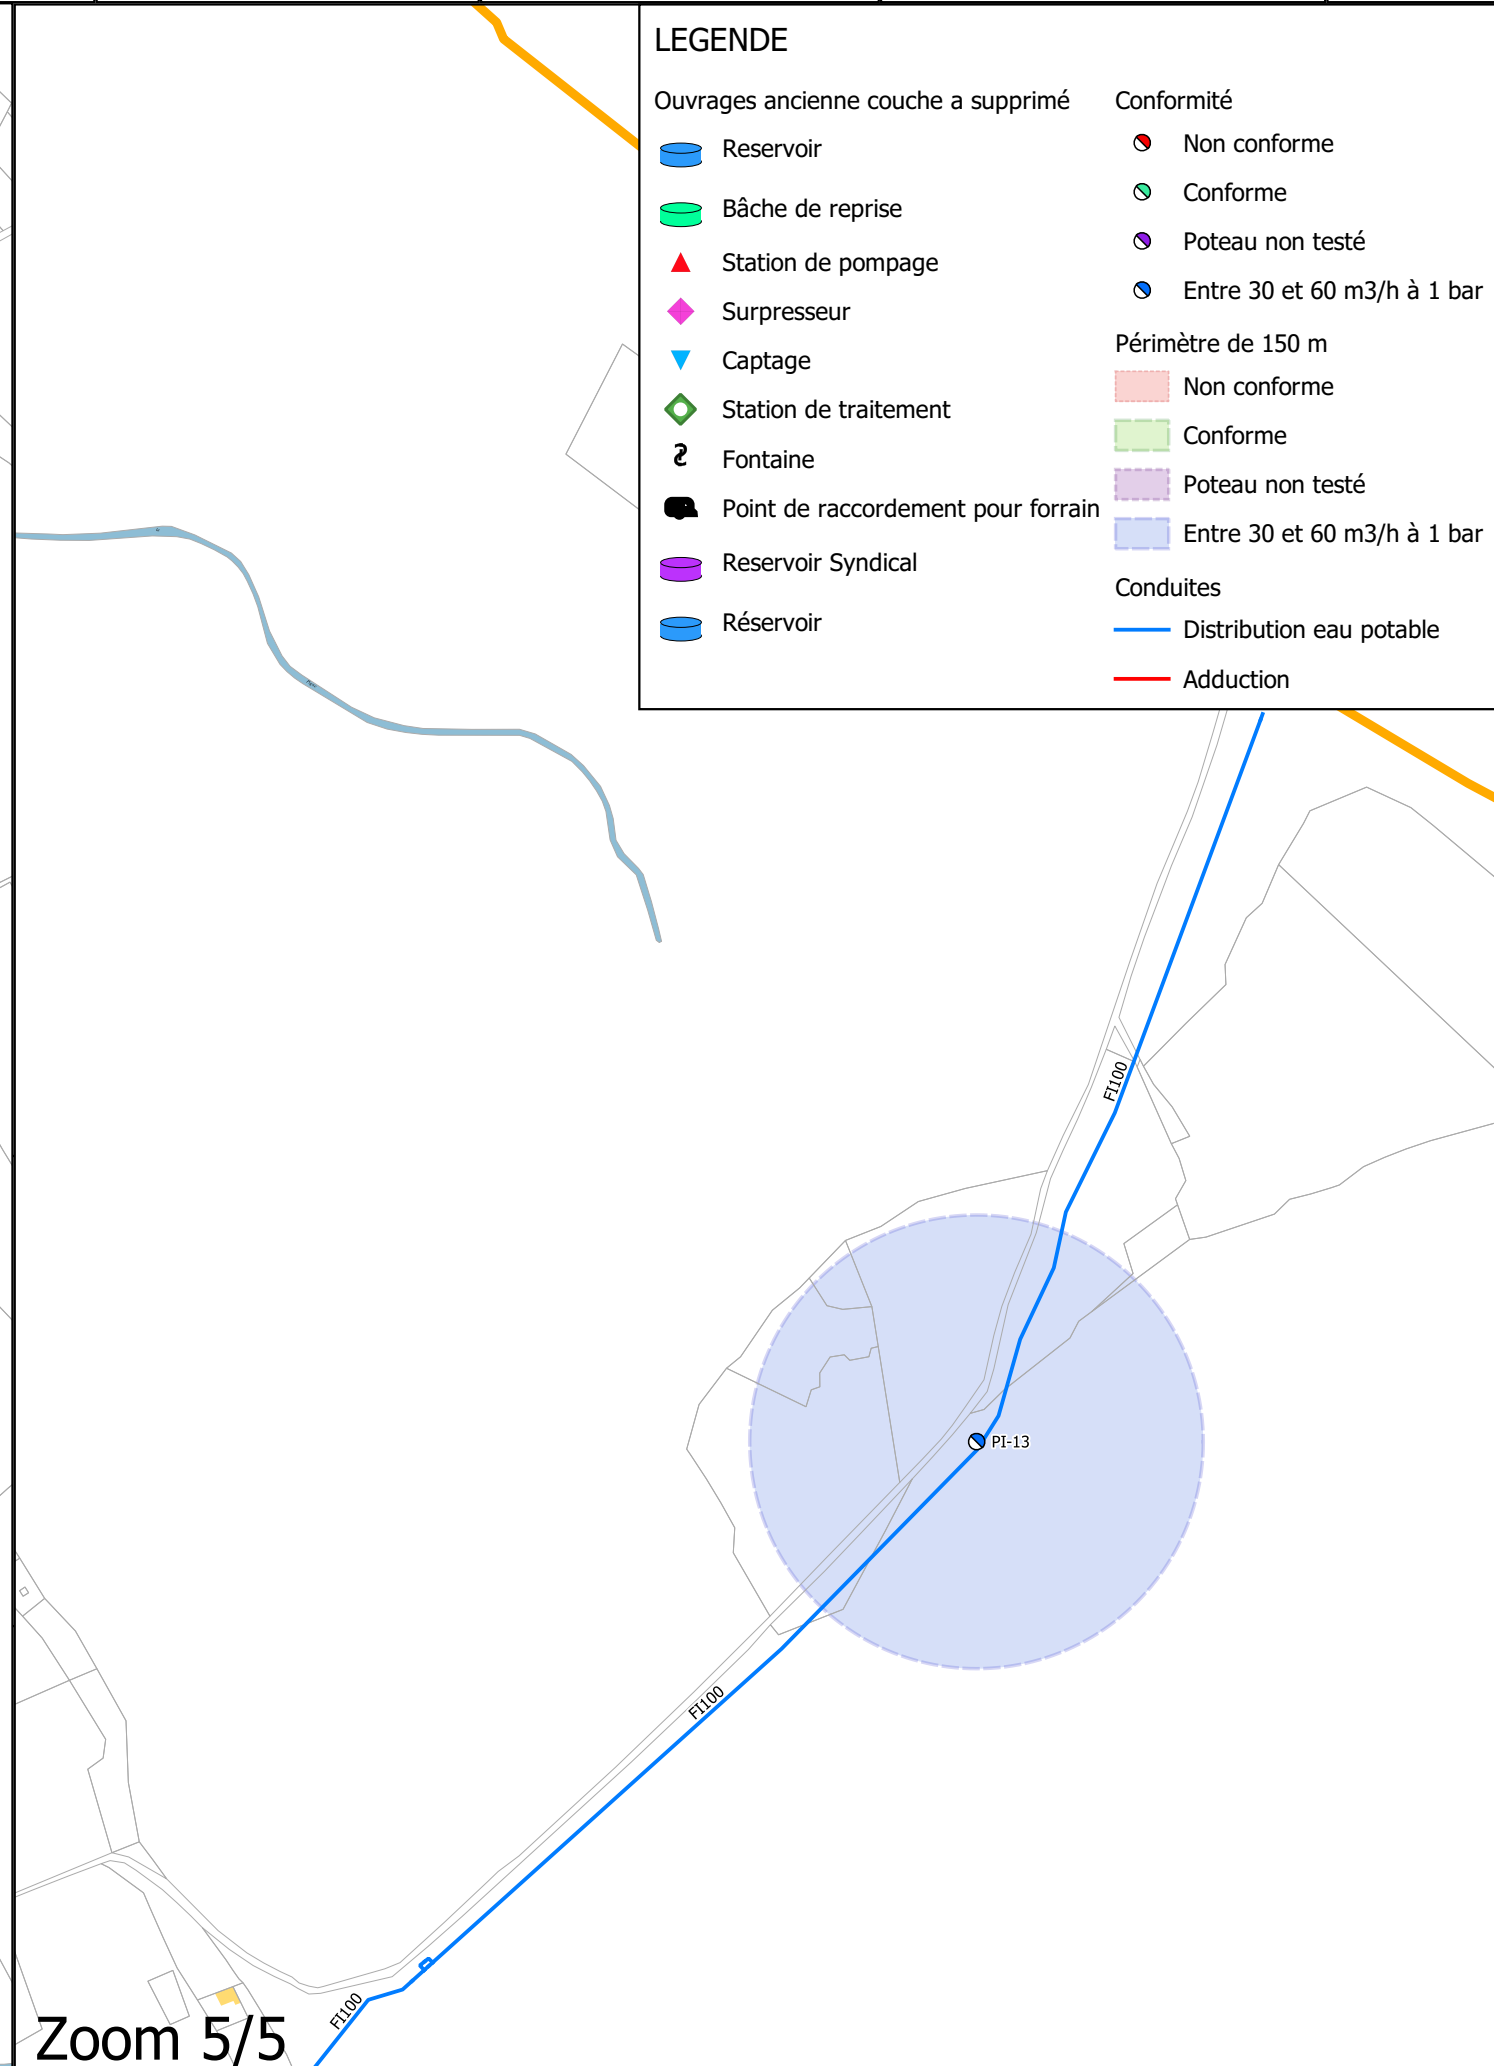 LEGENDE
Ouvrages ancienne couche a supprimé
Reservoir
Bâche de reprise
Station de pompage
Surpresseur
Captage
Station de traitement
Fontaine
Point de raccordement pour forrain
Reservoir Syndical
Réservoir
Conformité
Non conforme
Conforme
Poteau non testé
Entre 30 et 60 m3/h à 1 bar
Périmètre de 150 m
Non conforme
Conforme
Poteau non testé
Entre 30 et 60 m3/h à 1 bar
Conduites
Distribution eau potable
Adduction
FI100
PI-13
FI100
FI100
Zoom 5/5